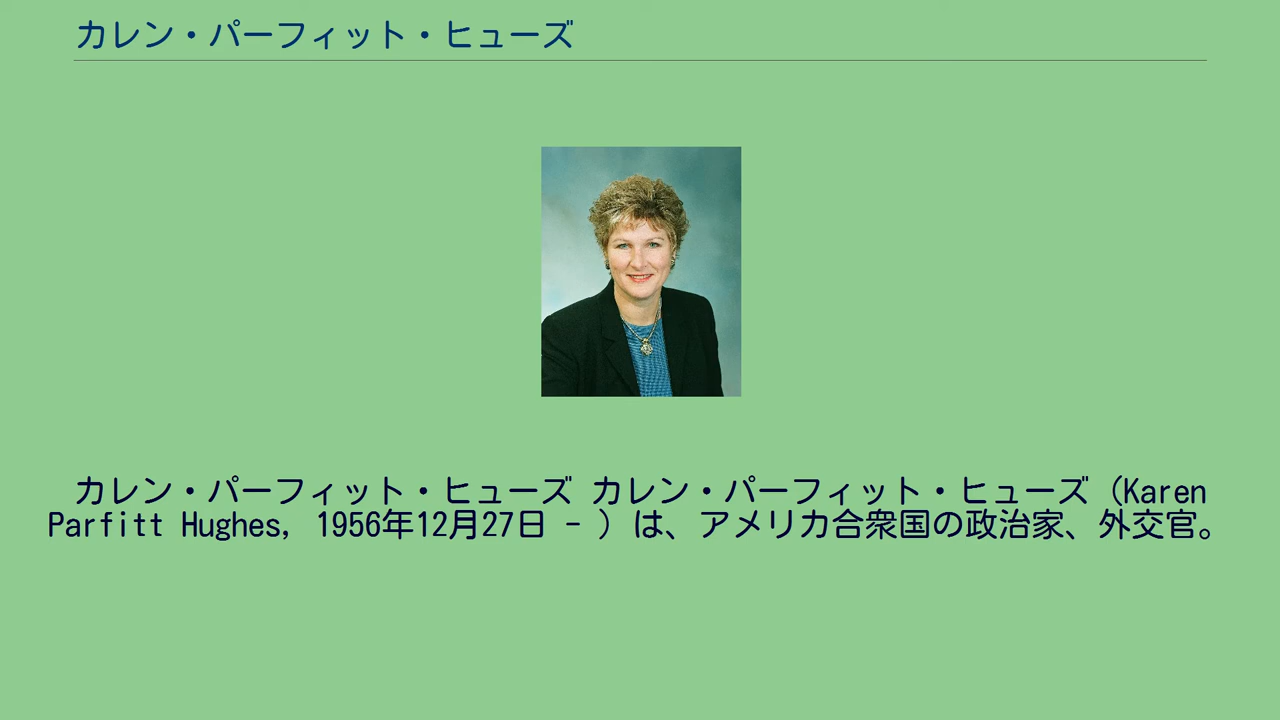 カレン・パーフィット・ヒューズ
カレン・パーフィット・ヒューズ カレン・パーフィット・ヒューズ（Karen
Parfitt Hughes, 1956年12月27日 - ）は、アメリカ合衆国の政治家、外交官。